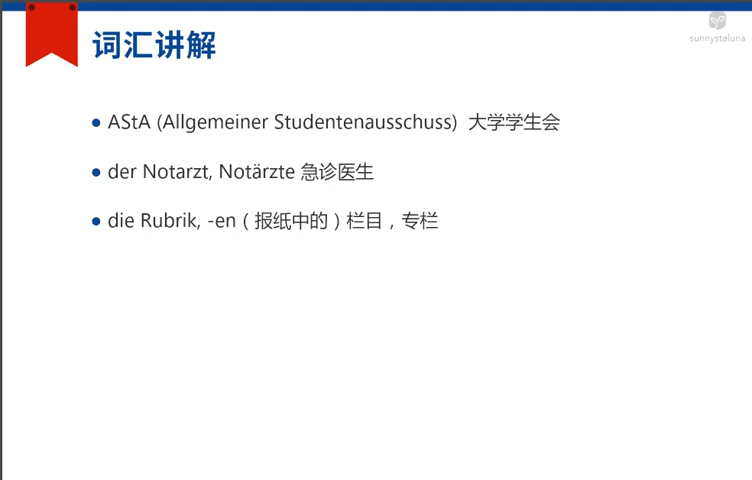 词汇讲解
sunnystaluna
AStA (Allgemeiner Studentenausschuss) 大学学生会
der Notarzt, Notärzte 急诊医生
die Rubrik, -en（报纸中的）栏目，专栏